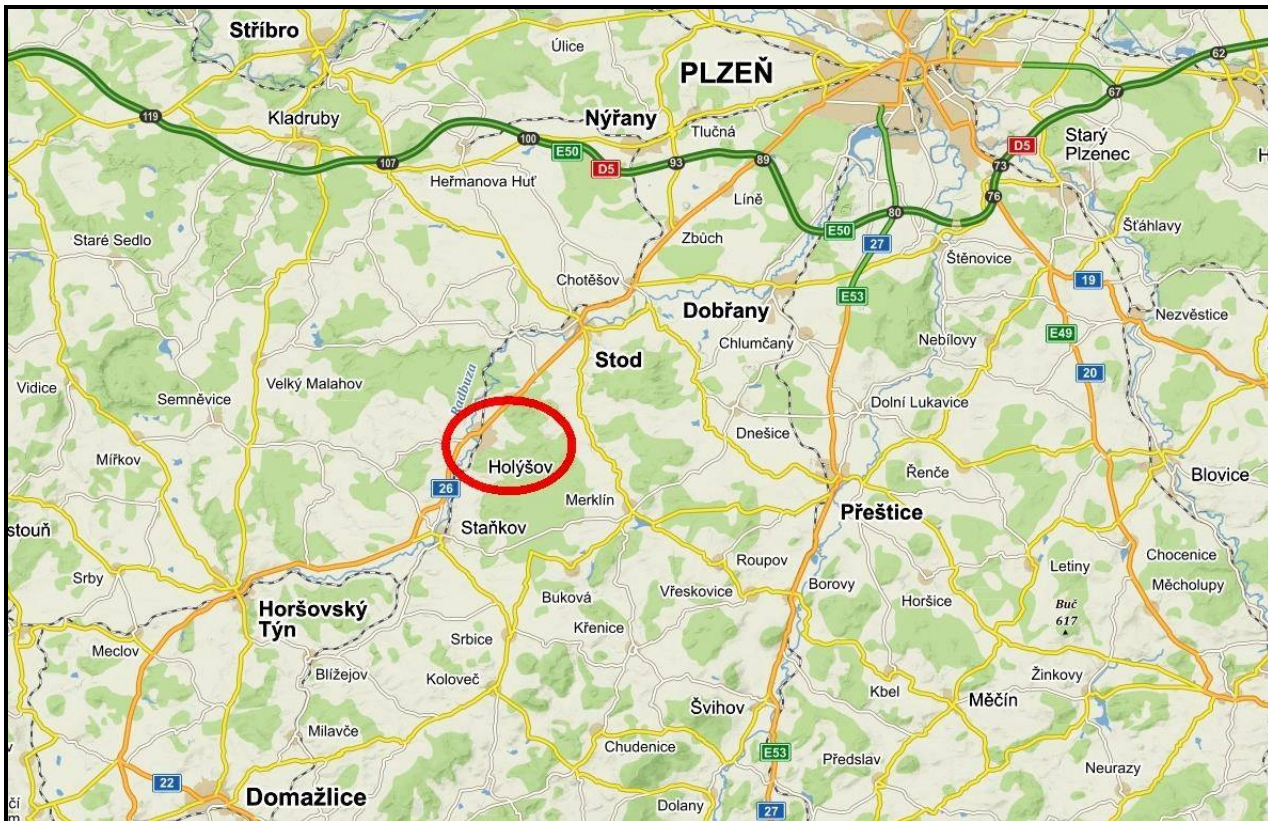 Stříbro
Úlice
PLZEŇ
62
67
119
Kladruby
Nýřany
Tlučná
100
E50
D5
93
89
107
Starý
Plzenec
D5
73
76
Heřmanova Huť
Líně
80
E50
27
Staré Sedlo
Zbůch
Šťáhlavy
Štěnovice
Chotěšov
19
E53
Dobřany
Nezvěstice
Chlumčany
Nebílovy
E49
Stod
Radbuza
20
Vidice
Velký Malahov
Semněvice
Dolní Lukavice
Dnešice
Mířkov
Holýšov
Řenče
Blovice
26
Merklín
Přeštice
stouň
Staňkov
Chocenice
Roupov
Letiny
Srby
Měcholupy
Borovy
Vřeskovice
Buková
Horšice
Horšovský
Týn
Buč
617
Křenice
Srbice
Meclov
Blížejov
Koloveč
Žinkovy
Kbel
Měčín
Švihov
Milavče
Chudenice
E53
Předslav
Neurazy
22
Domažlice
Dolany
27
čí
m
H
v